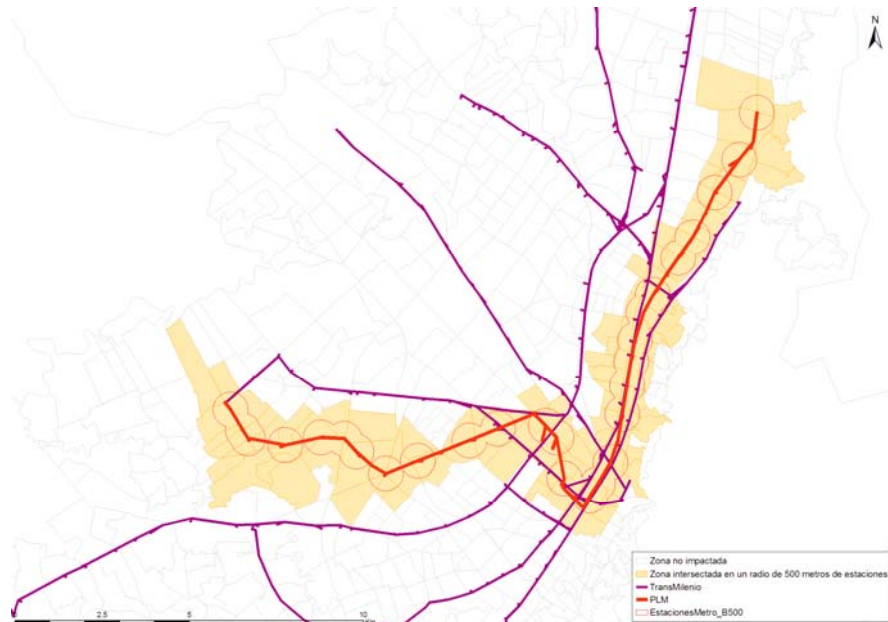 N
Zona no impactada
Zona intersectada en un radio de 500 metros de estaciones
TransMilenio
PLM
EstacionesMetro_B500
2.5
5
10